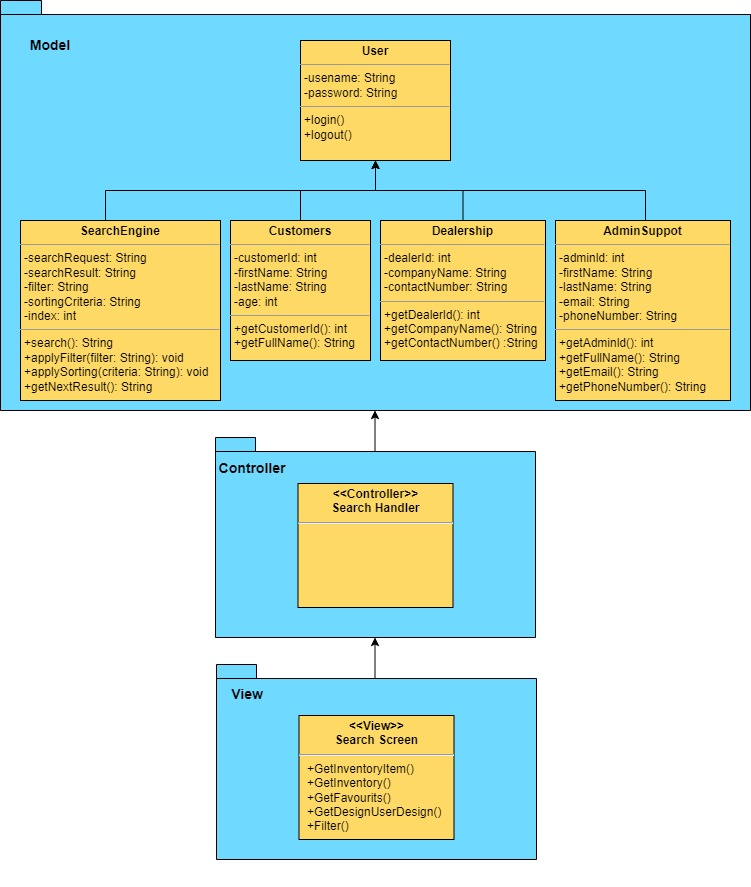 Model
User
-usename: String
-password: String
+login()
+logout()
SearchEngine
-searchRequest: String
-searchResult: String
-filter: String
-sortingCriteria: String
-index: int
+search(): String
+applyFilter(filter: String): void
+applySorting(criteria: String): void
+getNextResult(): String
Customers
-customerId: int
-firstName: String
-lastName: String
-age: int
+getCustomerId(): int
+getFullName(): String
Dealership
-dealerId: int
-companyName: String
-contactNumber: String
+getDealerId(): int
+getCompanyName(): String
+getContactNumber() :String
AdminSuppot
-adminId: int
-firstName: String
-lastName: String
-email: String
-phoneNumber: String
+getAdminId(): int
+getFullName(): String
+getEmail(): String
+getPhoneNumber(): String
Controller
<<Controller>>
Search Handler
View
<<View>>
Search Screen
+GetInventoryItem()
+GetInventory()
+GetFavourits()
+GetDesignUserDesign()
+Filter()